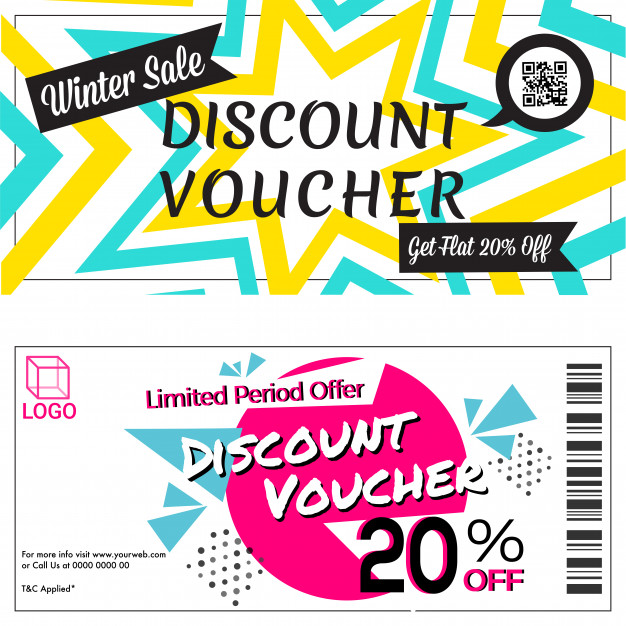 Winter Sale
DISCOUNT
VOUCHER
Get Flat 20% Off
LOGO
Limited Period Offer
DISCOUNT
VOUCHER
20%
OFF
For more info visit www.yourweb.com
or Call Us at 0000 0000 00
T&C Applied*